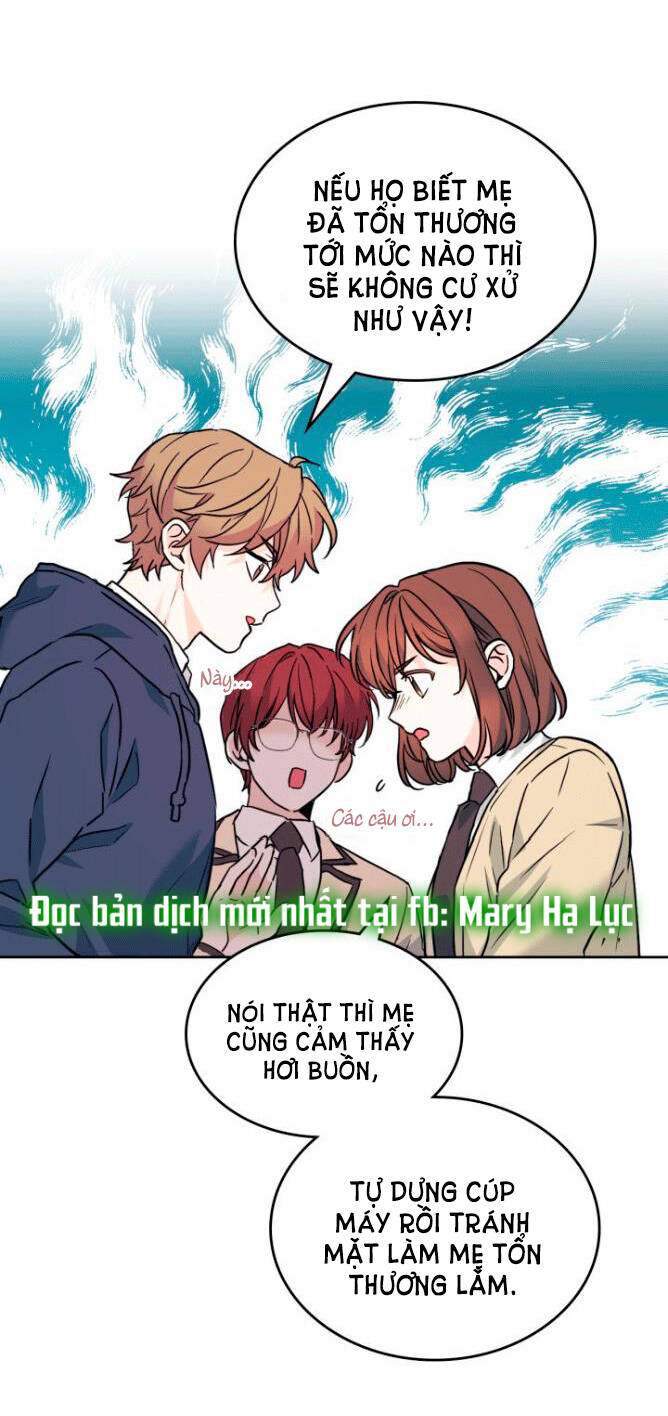 NẾU HỌ BIẾT MẸ
ĐÃ TỔN THƯƠNG
TỚI MỨC NÀO THÌ
SẼ KHÔNG CƯ XỬ
NHƯ VẬY!
Này...
Các cậu ơi...
Đọc bản dịch mới nhất tại fb: Mary Hạ Lục
NÓI THẬT THÌ MẸ
CŨNG CẢM THẤY
HƠI BUỒN,
TỰ DƯNG CÚP
MÁY RỒI TRÁNH
MẶT LÀM MẸ TỔN
THƯƠNG LẮM.